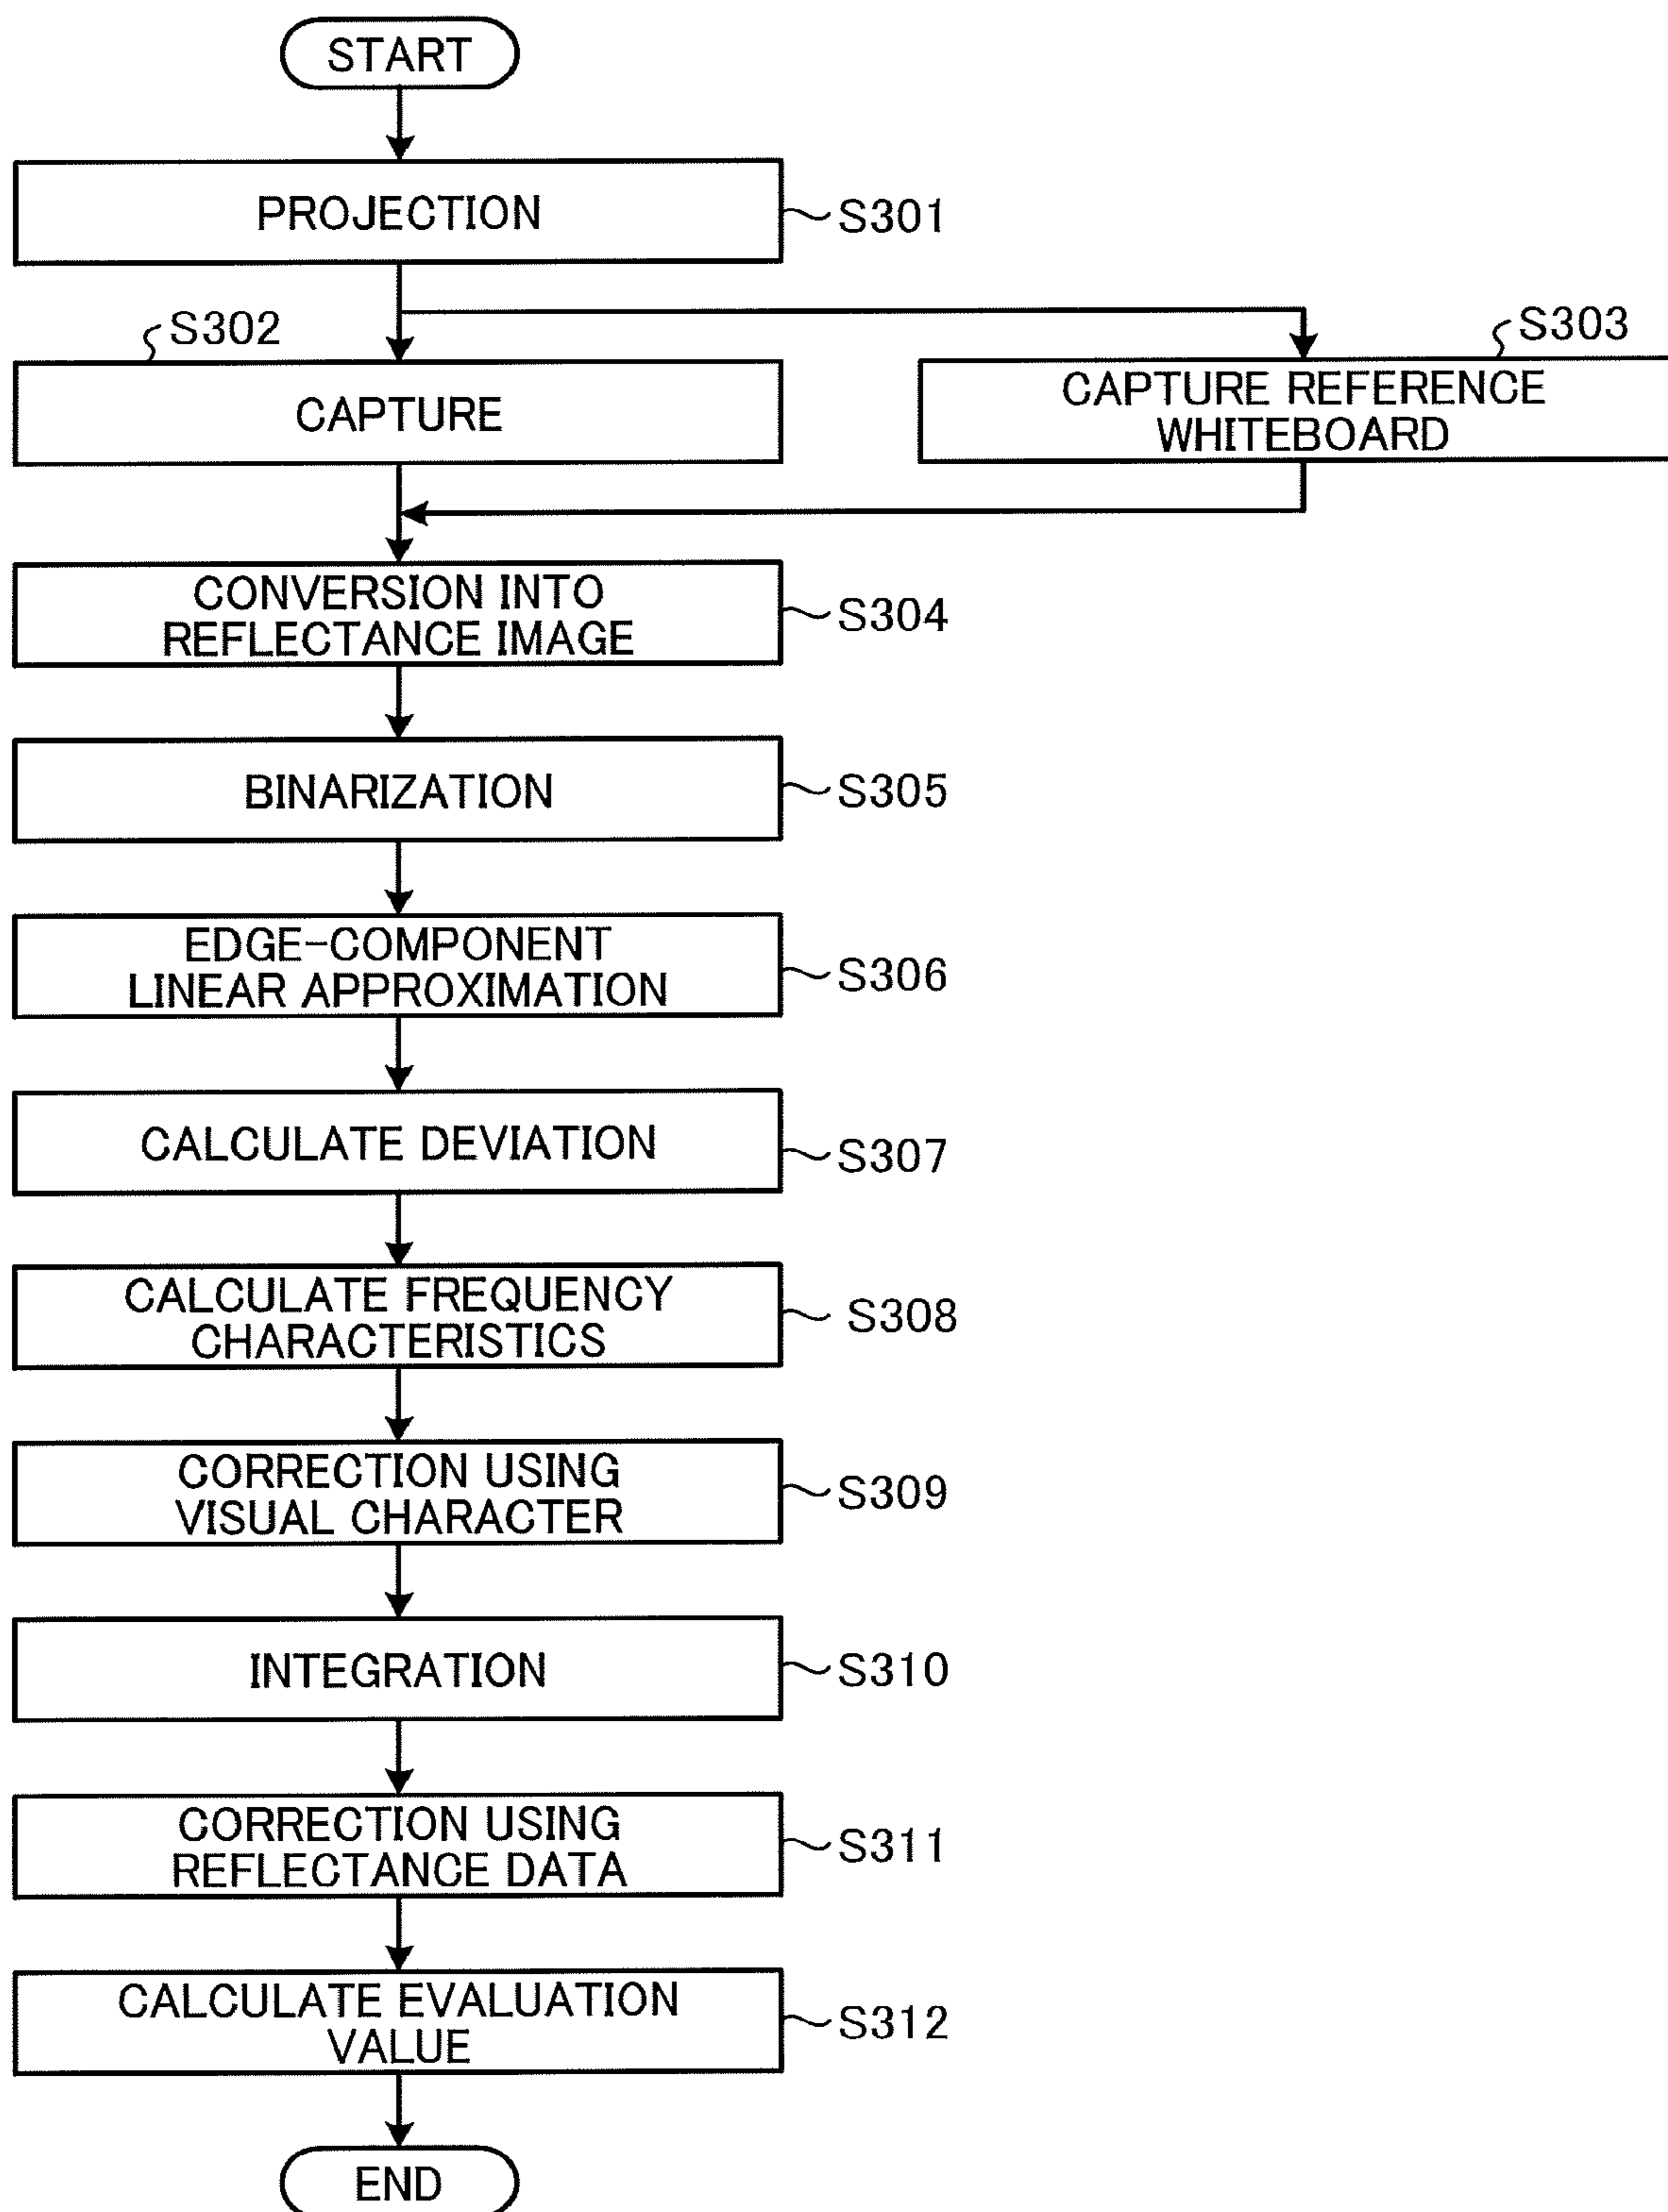 START
PROJECTION
S301
S302
S303
CAPTURE
CAPTURE REFERENCE
WHITEBOARD
CONVERSION INTO
REFLECTANCE IMAGE
S304
BINARIZATION
S305
EDGE-COMPONENT
LINEAR APPROXIMATION
S306
CALCULATE DEVIATION
S307
CALCULATE FREQUENCY
CHARACTERISTICS
S308
CORRECTION USING
VISUAL CHARACTER
S309
INTEGRATION
S310
CORRECTION USING
REFLECTANCE DATA
S311
CALCULATE EVALUATION
VALUE
S312
END